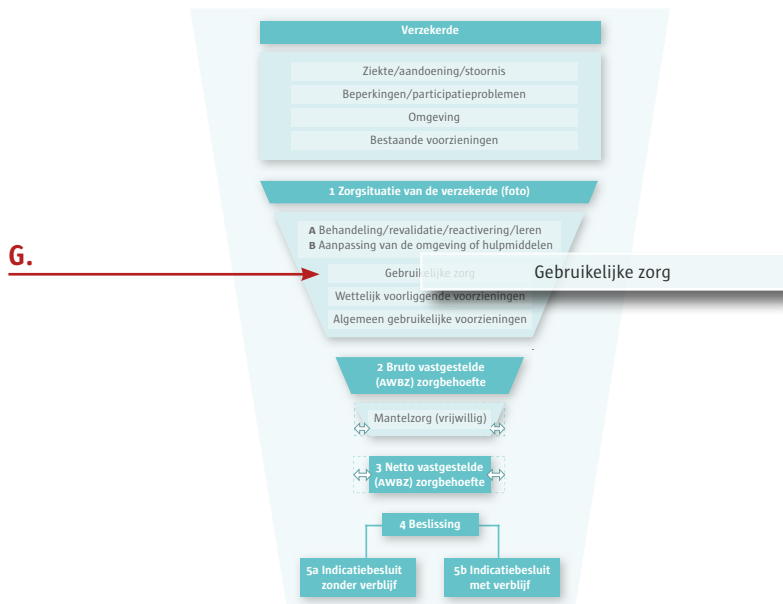 Verzekerde
Ziekte/aandoening/stoornis
Beperkingen/participatieproblemen
Omgeving
Bestaande voorzieningen
1 Zorgsituatie van de verzekerde (foto)
A Behandeling/revalidatie/reactivering/leren
B Aanpassing van de omgeving of hulpmiddelen
G.
Gebruikelijke zorg
Gebruikelijke zorg
Wettelijk voorliggende voorzieningen
Algemeen gebruikelijke voorzieningen
2 Bruto vastgestelde
(AWBZ) zorgbehoefte
Mantelzorg (vrijwillig)
3 Netto vastgestelde
(AWBZ) zorgbehoefte
4 Beslissing
5a Indicatiebesluit
zonder verblijf
5b Indicatiebesluit
met verblijf